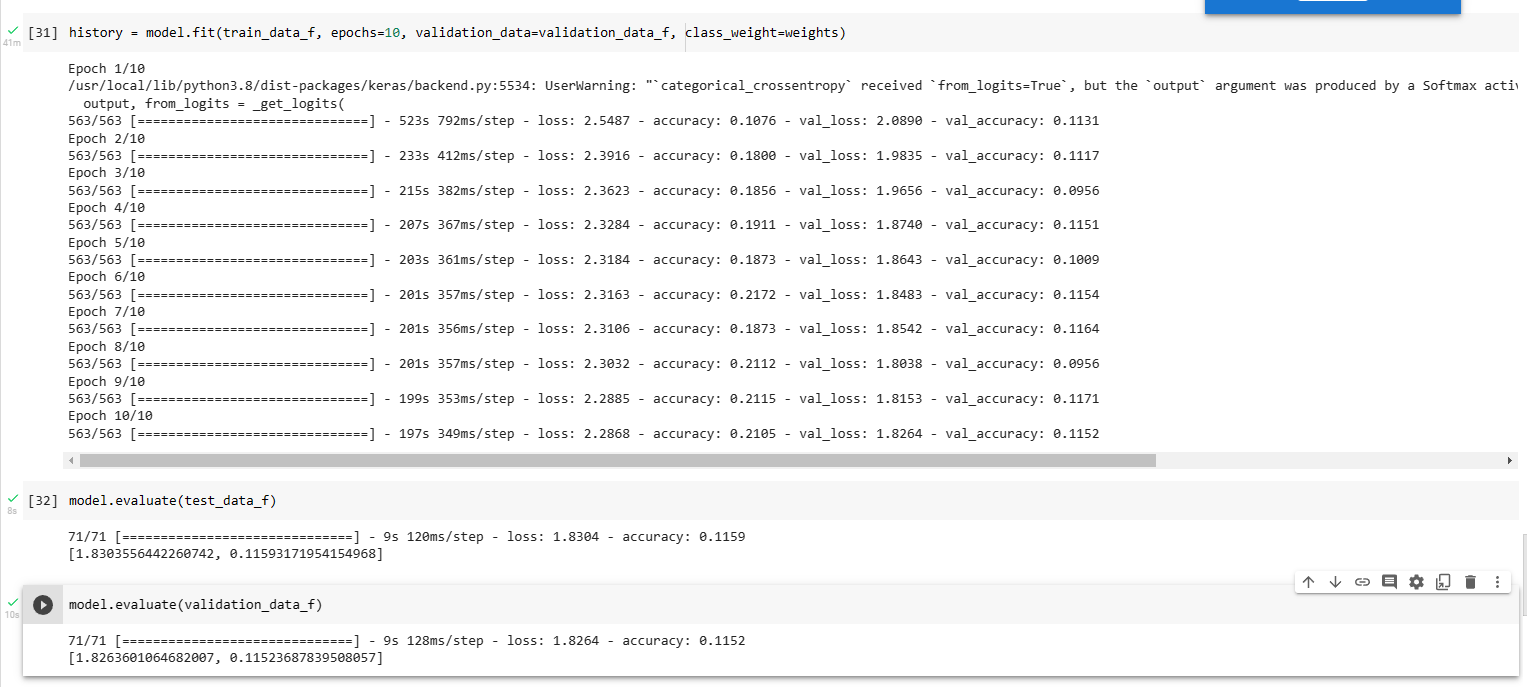 [31] history = model.fit(train_data_f, epochs=10, validation_data=validation_data_f, class_weight=weights)
41m
Epoch 1/10
/usr/local/lib/python3.8/dist-packages/keras/backend.py:5534: UserWarning: "`categorical_crossentropy` received `from_logits=True`, but the `output` argument was produced by a Softmax activ
output, from_logits = _get_logits(
563/563 [==============================] - 523s 792ms/step - loss: 2.5487 - accuracy: 0.1076 - val_loss: 2.0890 - val_accuracy: 0.1131
Epoch 2/10
563/563 [==============================] - 233s 412ms/step - loss: 2.3916 - accuracy: 0.1800 - val_loss: 1.9835 - val_accuracy: 0.1117
Epoch 3/10
563/563 [==============================] - 215s 382ms/step - loss: 2.3623 - accuracy: 0.1856 - val_loss: 1.9656 - val_accuracy: 0.0956
Epoch 4/10
563/563 [==============================] - 207s 367ms/step - loss: 2.3284 - accuracy: 0.1911 - val_loss: 1.8740 - val_accuracy: 0.1151
Epoch 5/10
563/563 [==============================] - 203s 361ms/step - loss: 2.3184 - accuracy: 0.1873 - val_loss: 1.8643 - val_accuracy: 0.1009
Epoch 6/10
563/563 [==============================] - 201s 357ms/step - loss: 2.3163 - accuracy: 0.2172 - val_loss: 1.8483 - val_accuracy: 0.1154
Epoch 7/10
563/563 [==============================] - 201s 356ms/step - loss: 2.3106 - accuracy: 0.1873 - val_loss: 1.8542 - val_accuracy: 0.1164
Epoch 8/10
563/563 [==============================] - 201s 357ms/step - loss: 2.3032 - accuracy: 0.2112 - val_loss: 1.8038 - val_accuracy: 0.0956
Epoch 9/10
563/563 [==============================] - 199s 353ms/step - loss: 2.2885 - accuracy: 0.2115 - val_loss: 1.8153 - val_accuracy: 0.1171
Epoch 10/10
563/563 [==============================] - 197s 349ms/step - loss: 2.2868 - accuracy: 0.2105 - val_loss: 1.8264 - val_accuracy: 0.1152
[32] model.evaluate(test_data_f)
8s
71/71 [==============================] - 9s 120ms/step - loss: 1.8304 - accuracy: 0.1159
[1.8303556442260742, 0.11593171954154968]
model.evaluate(validation_data_f)
10s
71/71 [==============================] - 9s 128ms/step - loss: 1.8264 - accuracy: 0.1152
[1.8263601064682007, 0.11523687839508057]